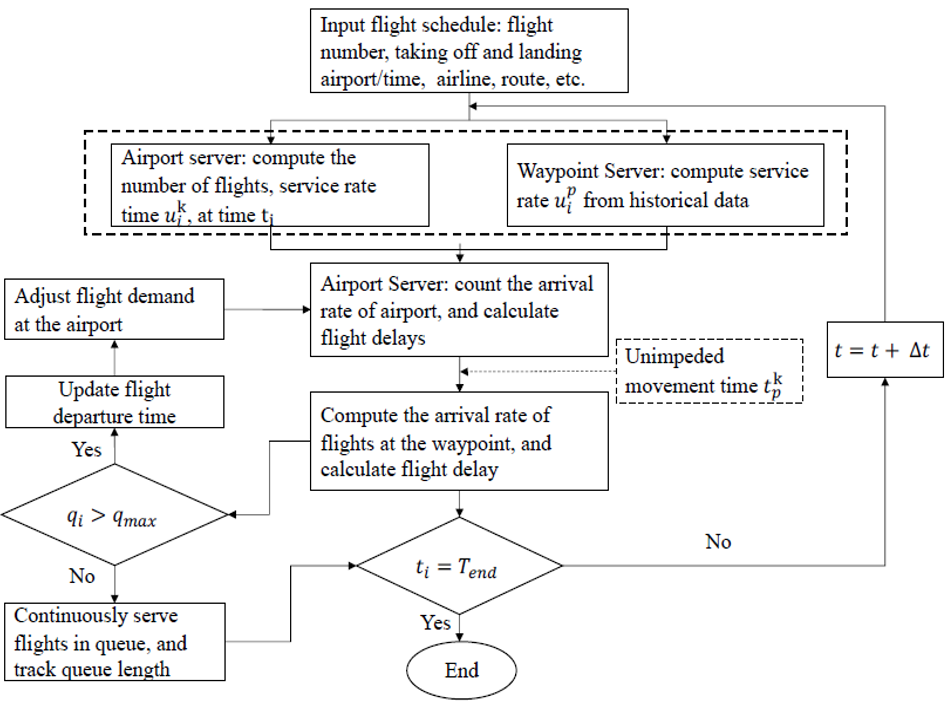 Input flight schedule: flight
number, taking off and landing
airport/time, airline, route, etc.
Airport server: compute the
number of flights, service rate
time $u_i^k$, at time $t_i$
Waypoint Server: compute service
rate $u_i^p$ from historical data
Airport Server: count the arrival
rate of airport, and calculate
flight delays
Adjust flight demand
at the airport
Unimpeded
movement time $t_p^k$
$t = t + \Delta t$
Update flight
departure time
Compute the arrival rate of
flights at the waypoint, and
calculate flight delay
Yes
$q_i > q_{max}$
No
$t_i = T_{end}$
No
Continuously serve
flights in queue, and
track queue length
Yes
End